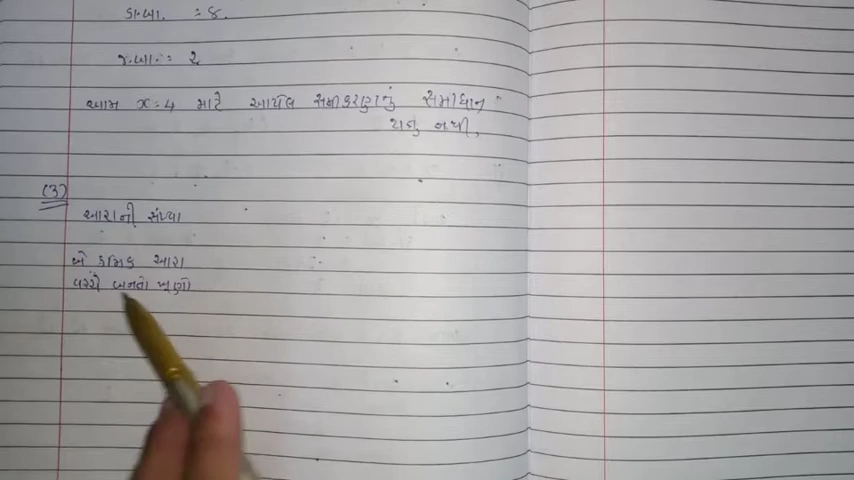 ડા.બા. = ૪.
જ.બા. = ૨
આમ x=4 માટે આપેલ સમીકરણનું સમાધાન
થતું નથી.
(3)
આરાની સંખ્યા
બે ક્રમિક આરા
વચ્ચે બનતો ખૂણો